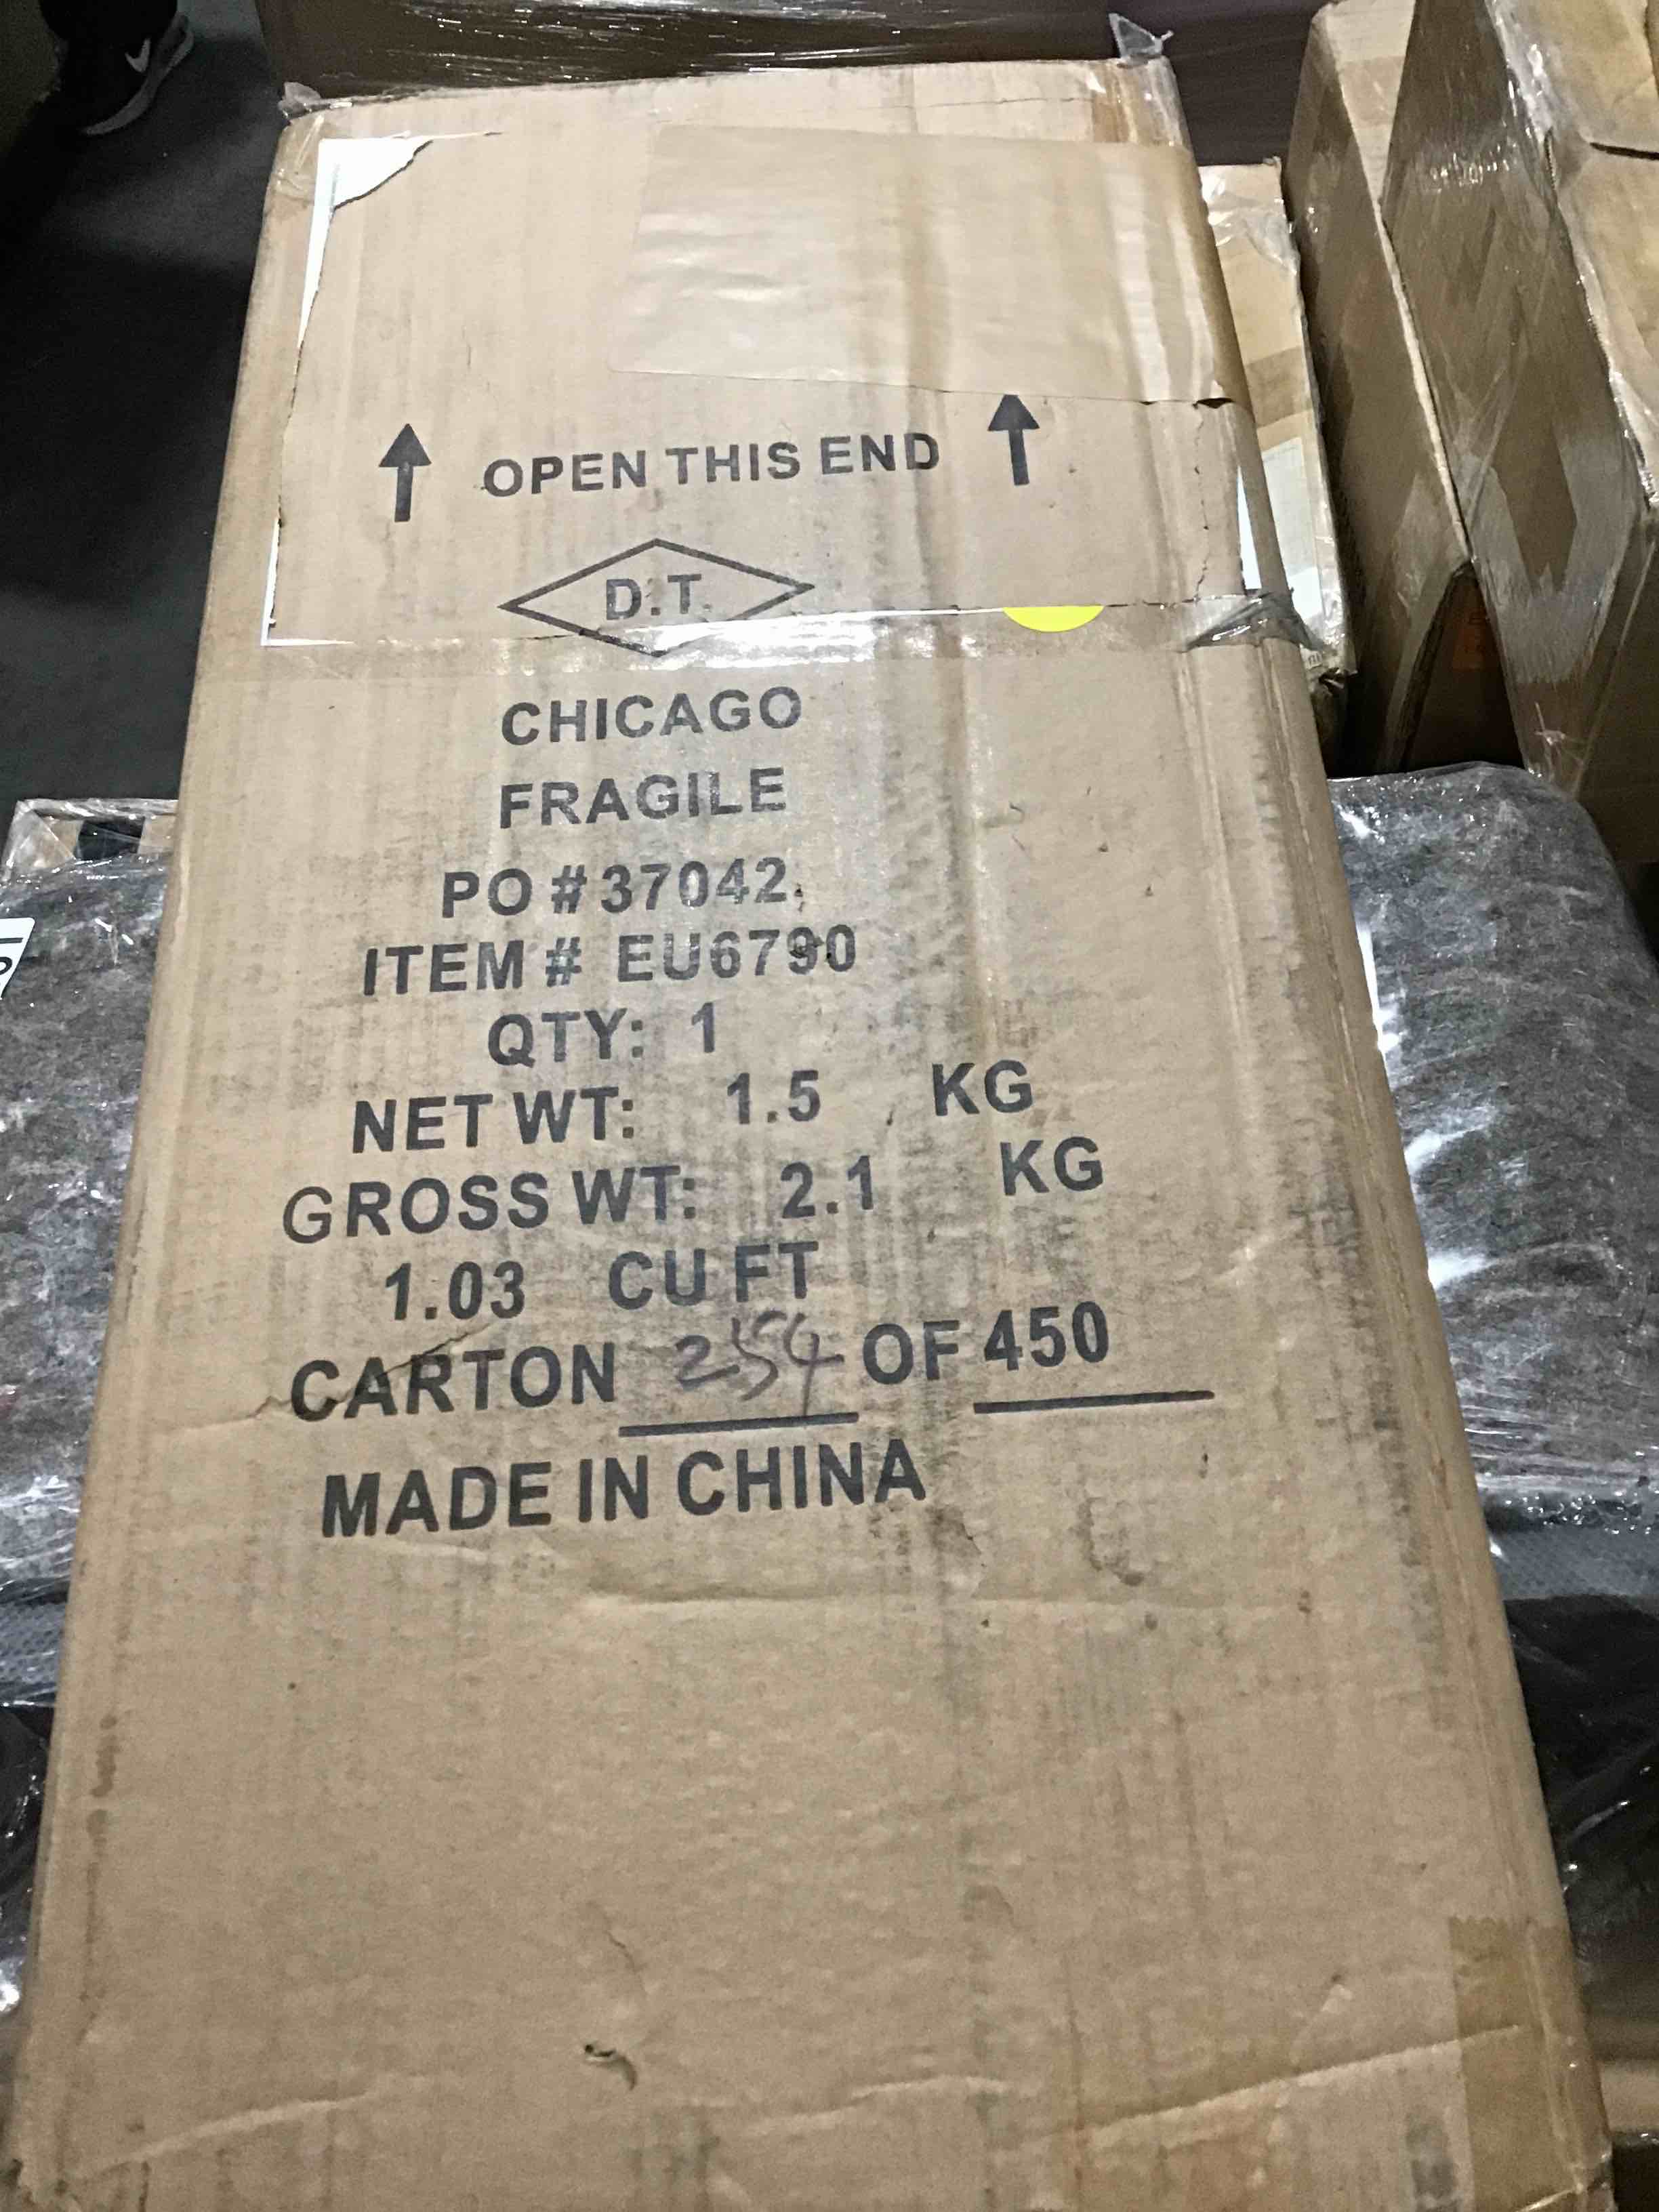 OPEN THIS END
D.T.
CHICAGO
FRAGILE
PO # 37042
ITEM # EU6790
QTY: 1
NET WT: 1.5 KG
GROSS WT: 2.1 KG
1.03 CU FT
CARTON 254 OF 450
MADE IN CHINA